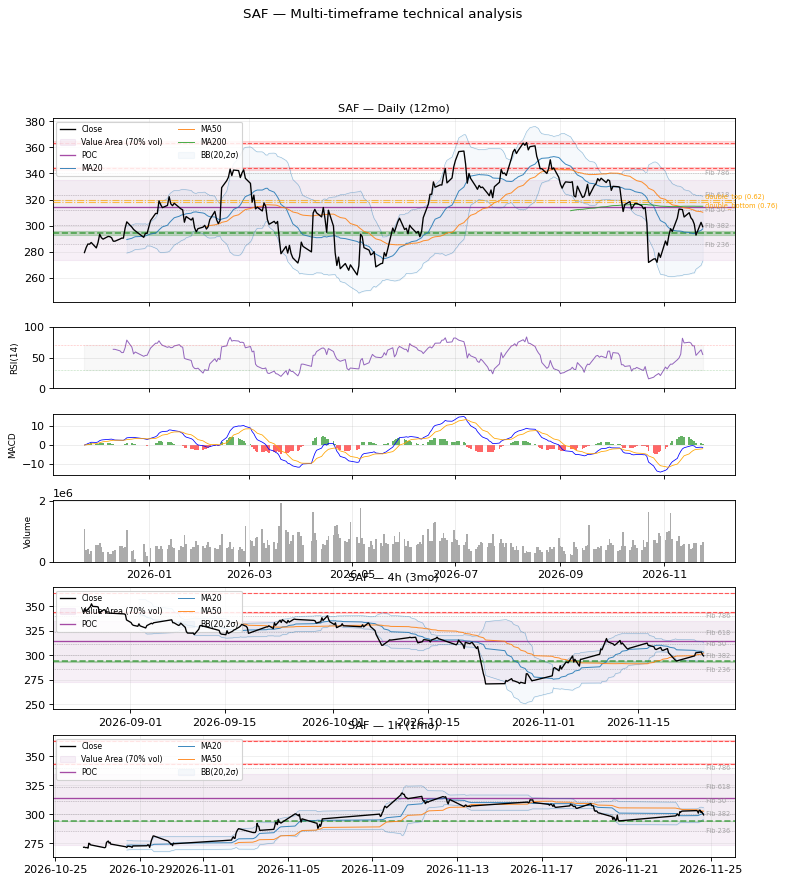 SAF — Multi-timeframe technical analysis
SAF — Daily (12mo)
380
360
340
320
300
280
260
Close
Value Area (70% vol)
POC
MA20
MA50
MA200
BB(20,2σ)
Fib 786
Fib 618
Fib 50
Fib 382
Fib 236
RSI(14)
100
50
0
MACD
10
0
−10
1e6
Volume
2
0
2026-01
2026-03
2026-05
2026-07
2026-09
2026-11
SAF — 4h (3mo)
350
325
300
275
250
Close
Value Area (70% vol)
POC
MA20
MA50
BB(20,2σ)
Fib 786
Fib 618
Fib 50
Fib 382
Fib 236
2026-09-01
2026-09-15
2026-10-01
2026-10-15
2026-11-01
2026-11-15
SAF — 1h (1mo)
350
325
300
275
Close
Value Area (70% vol)
POC
MA20
MA50
BB(20,2σ)
Fib 786
Fib 618
Fib 50
Fib 382
Fib 236
2026-10-25
2026-10-29
2026-11-01
2026-11-05
2026-11-09
2026-11-13
2026-11-17
2026-11-21
2026-11-25